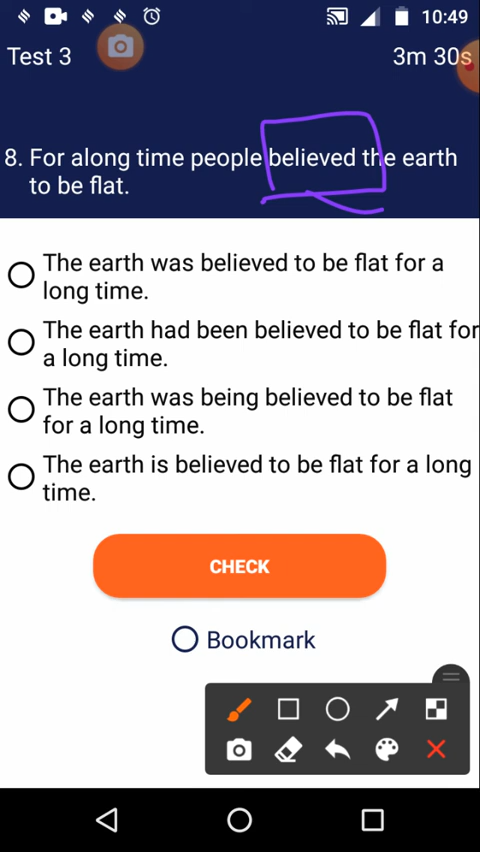 10:49
Test 3
3m 30s
8. For along time people believed the earth
to be flat.
The earth was believed to be flat for a
long time.
The earth had been believed to be flat for
a long time.
The earth was being believed to be flat
for a long time.
The earth is believed to be flat for a long
time.
CHECK
Bookmark